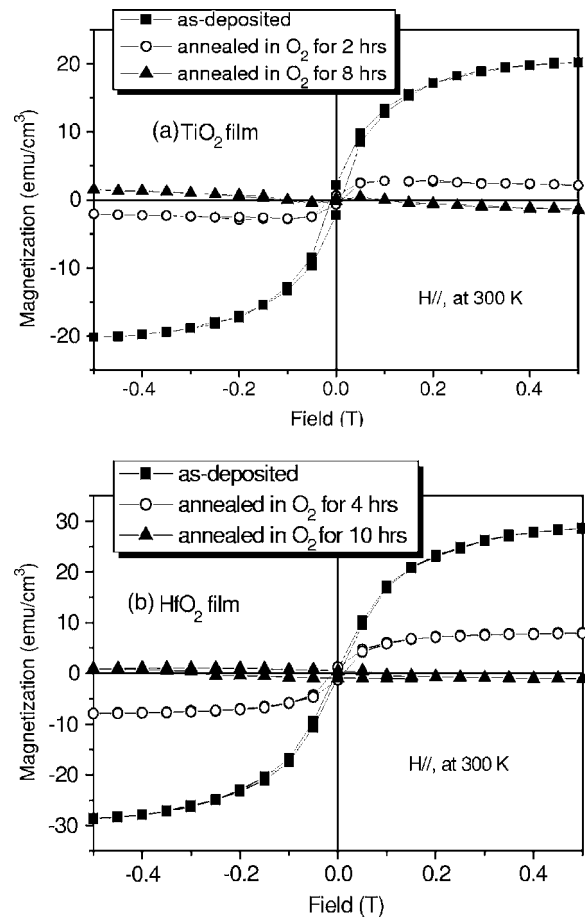 as-deposited
annealed in O2 for 2 hrs
annealed in O2 for 8 hrs
(a) TiO2 film
H//, at 300 K
Magnetization (emu/cm3)
20
10
0
-10
-20
-0.4 -0.2 0.0 0.2 0.4
Field (T)
as-deposited
annealed in O2 for 4 hrs
annealed in O2 for 10 hrs
(b) HfO2 film
H//, at 300 K
Magnetization (emu/cm3)
30
20
10
0
-10
-20
-30
-0.4 -0.2 0.0 0.2 0.4
Field (T)